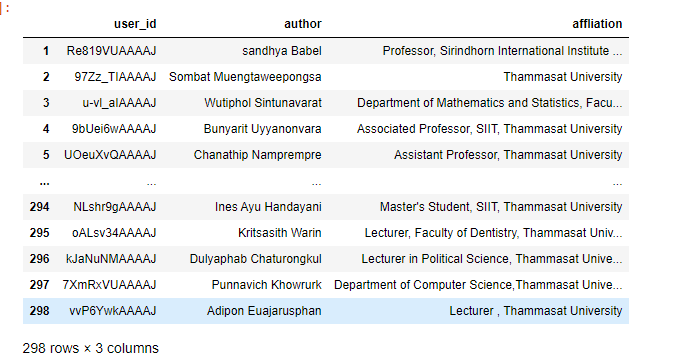 ]:
user_id author affliation
1 Re819VUAAAAJ sandhya Babel Professor, Sirindhorn International Institute ...
2 97Zz_TIAAAAJ Sombat Muengtaweepongsa Thammasat University
3 u-vl_aIAAAAJ Wutiphol Sintunavarat Department of Mathematics and Statistics, Facu...
4 9bUei6wAAAAJ Bunyarit Uyyanonvara Associated Professor, SIIT, Thammasat University
5 UOeuXvQAAAAJ Chanathip Namprempre Assistant Professor, Thammasat University
... ... ... ...
294 NLshr9gAAAAJ Ines Ayu Handayani Master's Student, SIIT, Thammasat University
295 oALsv34AAAAJ Kritsasith Warin Lecturer, Faculty of Dentistry, Thammasat Univ...
296 kJaNuNMAAAAJ Dulyaphab Chaturongkul Lecturer in Political Science, Thammasat Unive...
297 7XmRxVUAAAAJ Punnavich Khowrurk Department of Computer Science,Thammasat Unive...
298 vvP6YwkAAAAJ Adipon Euajarusphan Lecturer , Thammasat University
298 rows × 3 columns